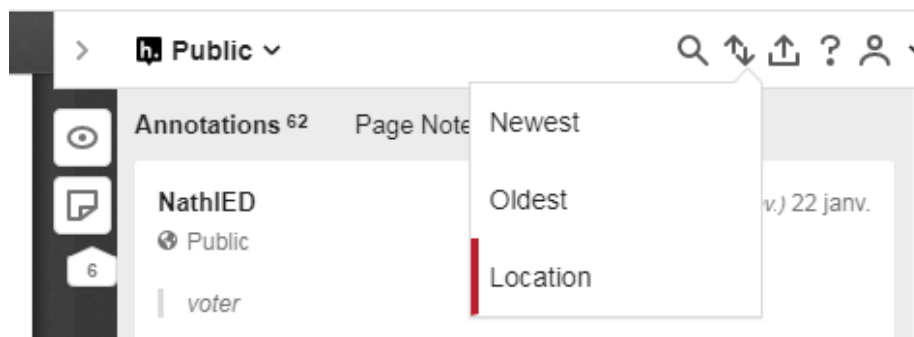 h. Public
Annotations 62 Page Note
Newest
Oldest
Location
NathIED
v.) 22 janv.
Public
6
voter